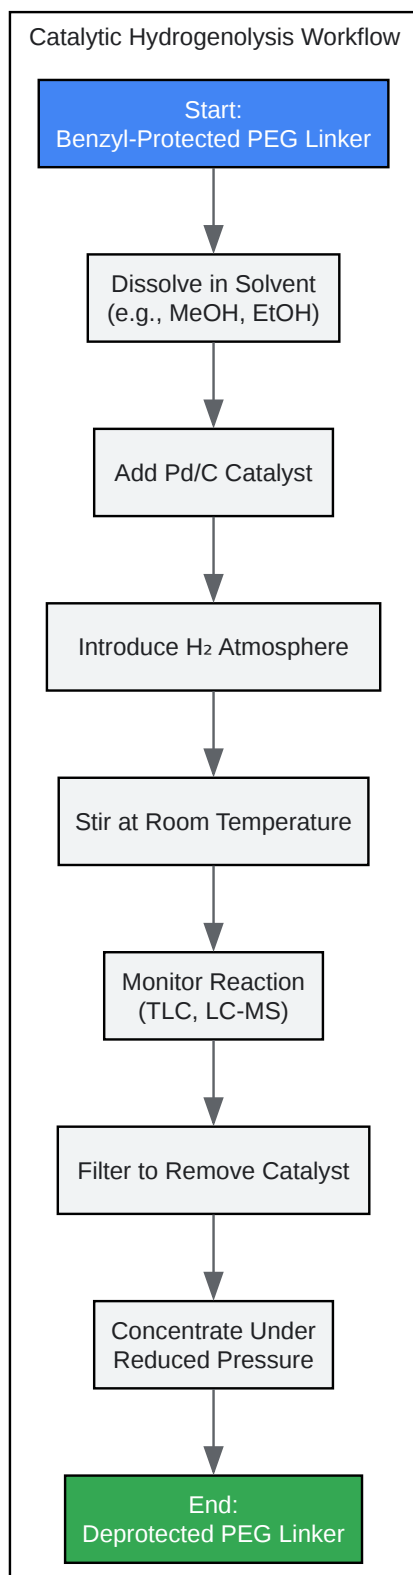 Catalytic Hydrogenolysis Workflow
Start:
Benzyl-Protected PEG Linker
Dissolve in Solvent
(e.g., MeOH, EtOH)
Add Pd/C Catalyst
Introduce H₂ Atmosphere
Stir at Room Temperature
Monitor Reaction
(TLC, LC-MS)
Filter to Remove Catalyst
Concentrate Under
Reduced Pressure
End:
Deprotected PEG Linker